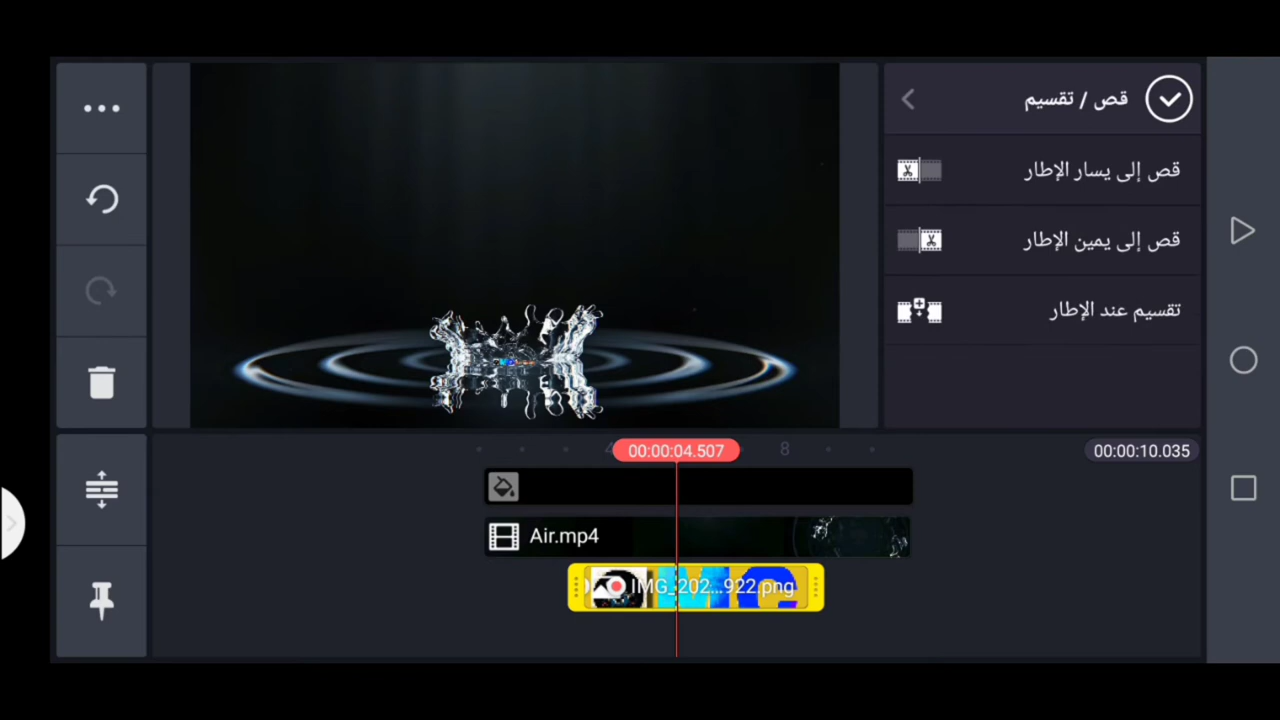 قص / تقسيم
قص إلى يسار الإطار
قص إلى يمين الإطار
تقسيم عند الإطار
00:00:04.507
8
00:00:10.035
Air.mp4
IMG_202...922.png